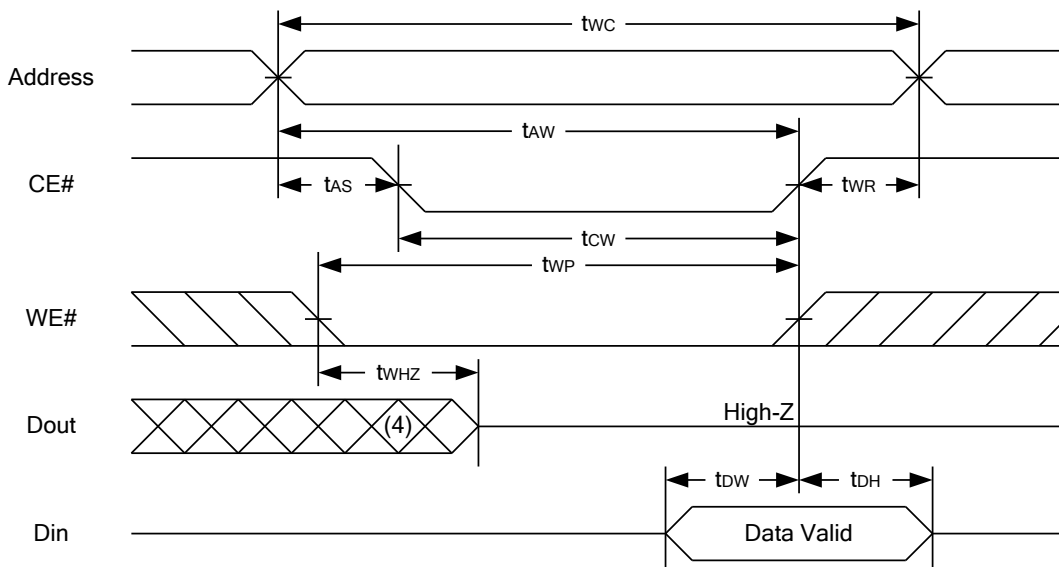 tWC
Address
tAW
CE#
tAS
tWR
tCW
tWP
WE#
tWHZ
Dout
(4)
High-Z
tDW
tDH
Din
Data Valid